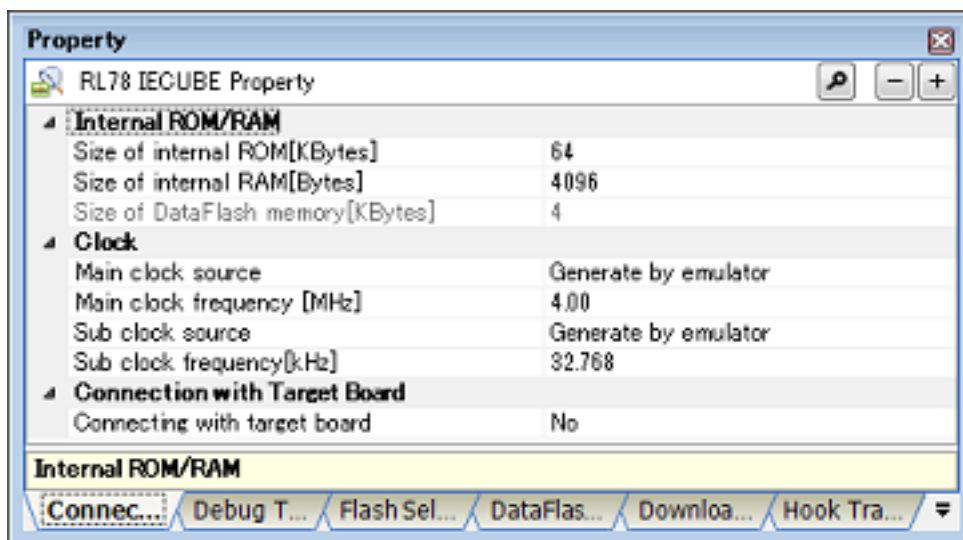 Property
RL78 IECUBE Property
Internal ROM/RAM
Size of internal ROM[KBytes] 64
Size of internal RAM[Bytes] 4096
Size of DataFlash memory[KBytes] 4
Clock
Main clock source Generate by emulator
Main clock frequency [MHz] 4.00
Sub clock source Generate by emulator
Sub clock frequency[kHz] 32.768
Connection with Target Board
Connecting with target board No
Internal ROM/RAM
Connec... Debug T... Flash Sel... DataFlas... Downloa... Hook Tra...